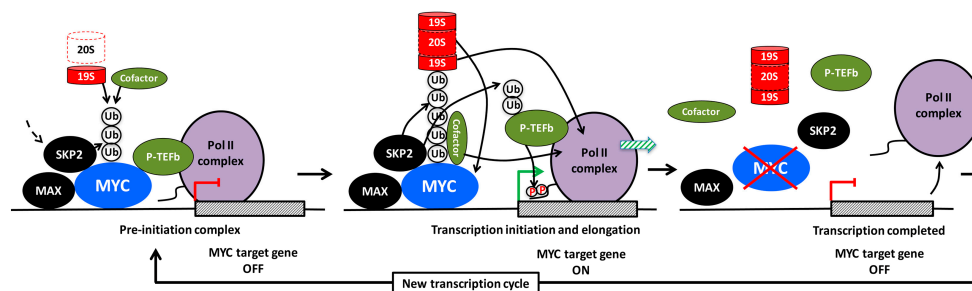 20S
19S
Cofactor
Ub
Ub
Ub
SKP2
MAX
MYC
P-TEFb
Pol II
complex
Pre-initiation complex
MYC target gene
OFF
19S
20S
19S
Ub
Ub
Ub
Ub
Ub
Ub
Ub
Cofactor
SKP2
MAX
MYC
P-TEFb
P
P
Pol II
complex
Transcription initiation and elongation
MYC target gene
ON
19S
20S
19S
P-TEFb
Cofactor
SKP2
MYC
MAX
Pol II
complex
Transcription completed
MYC target gene
OFF
New transcription cycle